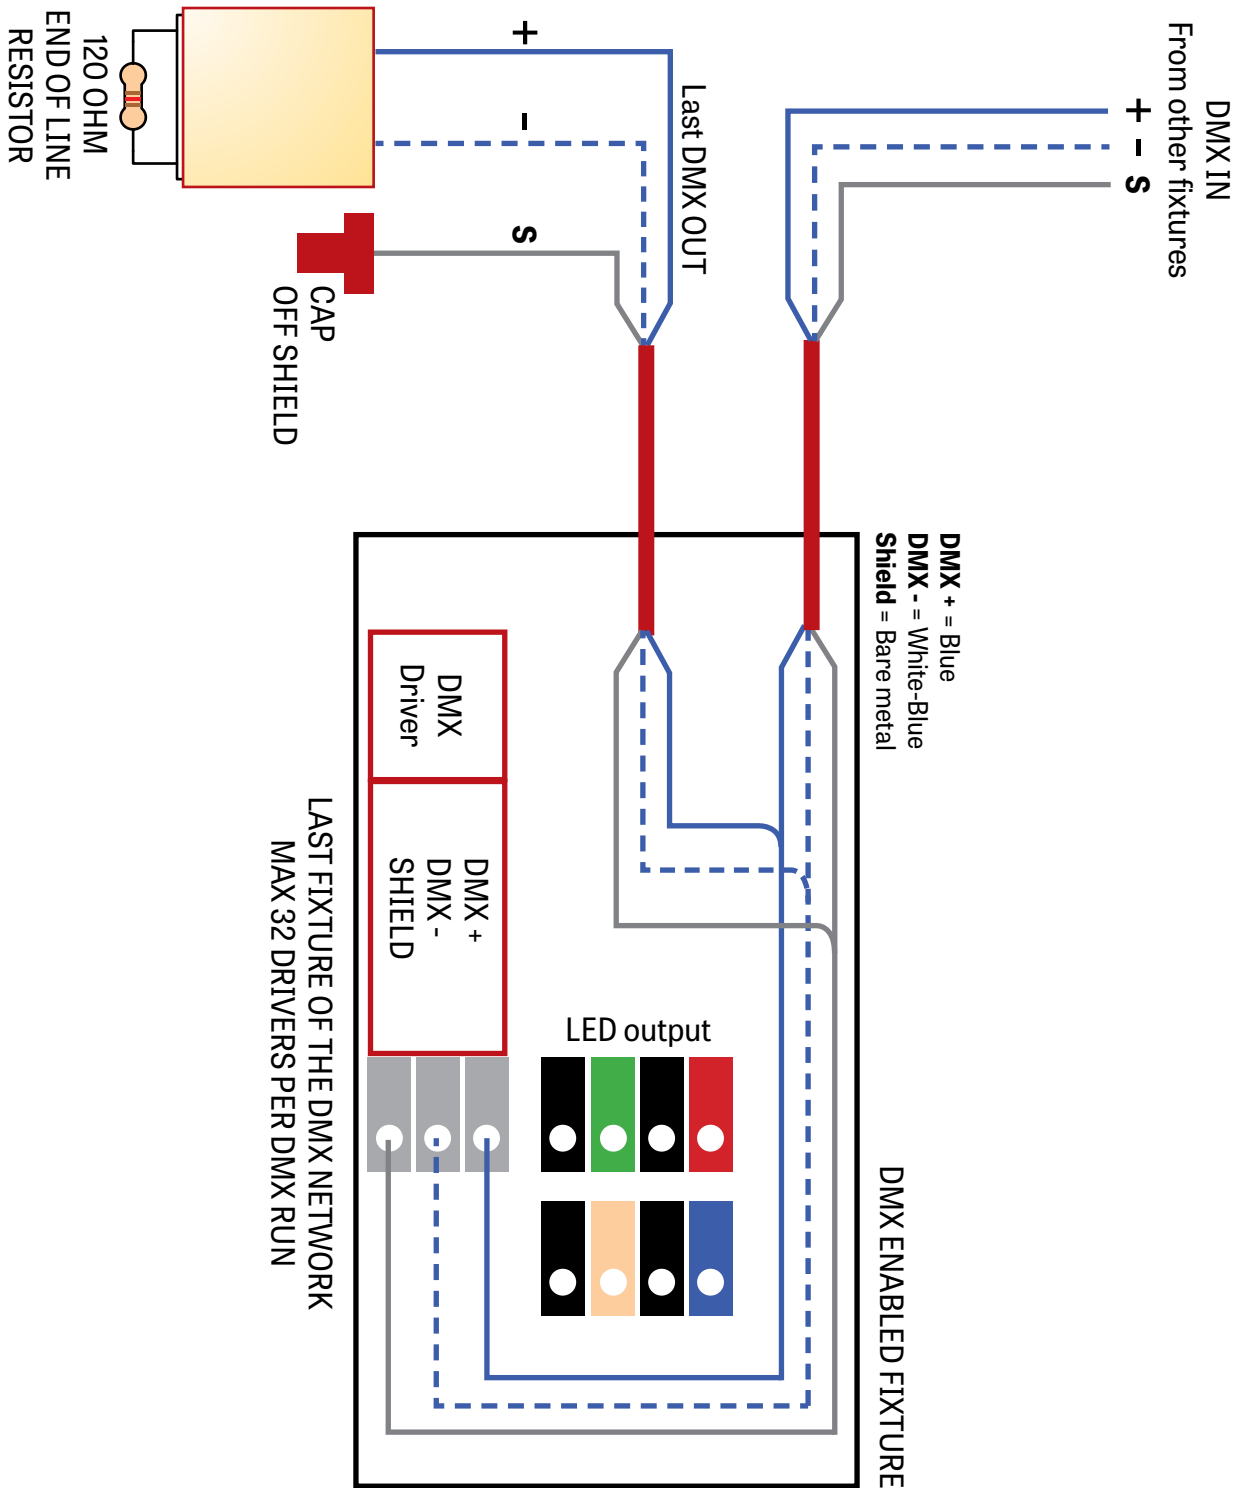 DMX IN
From other fixtures
+
-
S
Last DMX OUT
+
-
S
120 OHM
END OF LINE
RESISTOR
CAP
OFF SHIELD
DMX + = Blue
DMX - = White-Blue
Shield = Bare metal
DMX ENABLED FIXTURE
DMX
Driver
DMX +
DMX -
SHIELD
LED output
LAST FIXTURE OF THE DMX NETWORK
MAX 32 DRIVERS PER DMX RUN